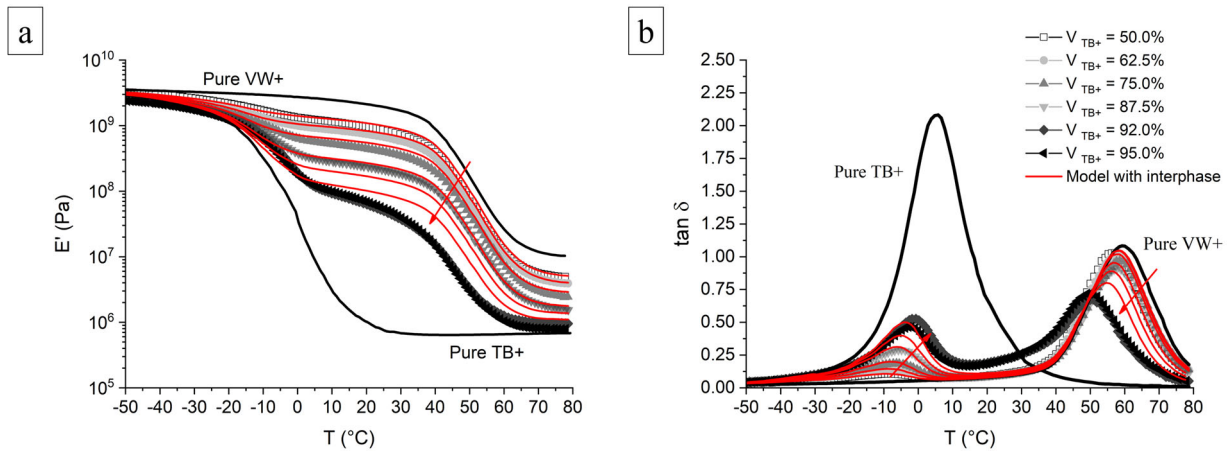 a
10^10
10^9
10^8
10^7
10^6
10^5
E' (Pa)
Pure VW+
Pure TB+
-50 -40 -30 -20 -10 0 10 20 30 40 50 60 70 80
T (°C)
b
V TB+ = 50.0%
V TB+ = 62.5%
V TB+ = 75.0%
V TB+ = 87.5%
V TB+ = 92.0%
V TB+ = 95.0%
Model with interphase
2.50
2.25
2.00
1.75
1.50
1.25
1.00
0.75
0.50
0.25
0.00
tan δ
Pure TB+
Pure VW+
-50 -40 -30 -20 -10 0 10 20 30 40 50 60 70 80
T (°C)